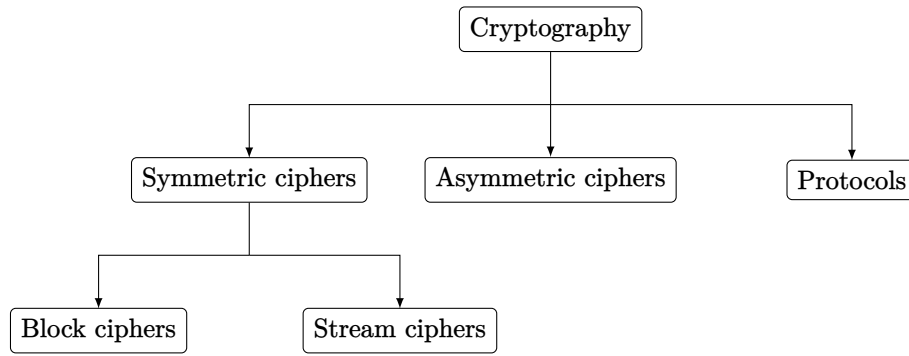 Cryptography
Symmetric ciphers
Asymmetric ciphers
Protocols
Block ciphers
Stream ciphers